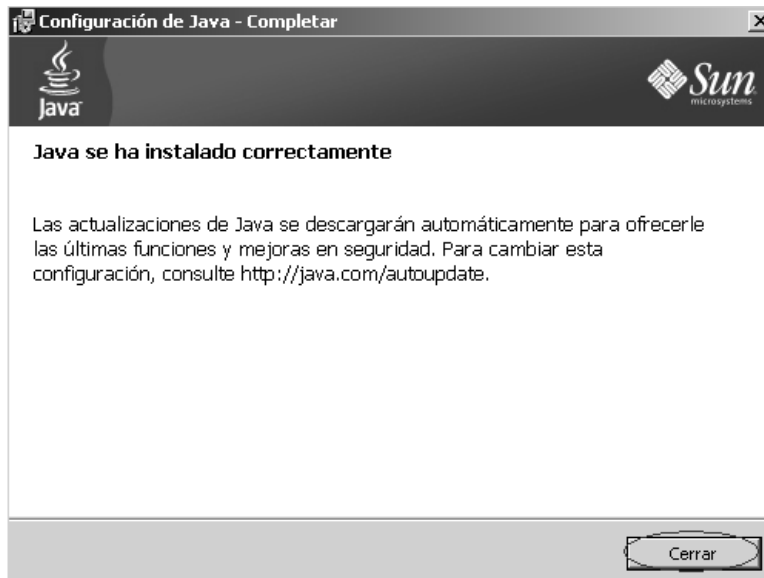 Configuración de Java - Completar
Java
Sun
microsystems
Java se ha instalado correctamente
Las actualizaciones de Java se descargarán automáticamente para ofrecerle
las últimas funciones y mejoras en seguridad. Para cambiar esta
configuración, consulte http://java.com/autoupdate.
Cerrar